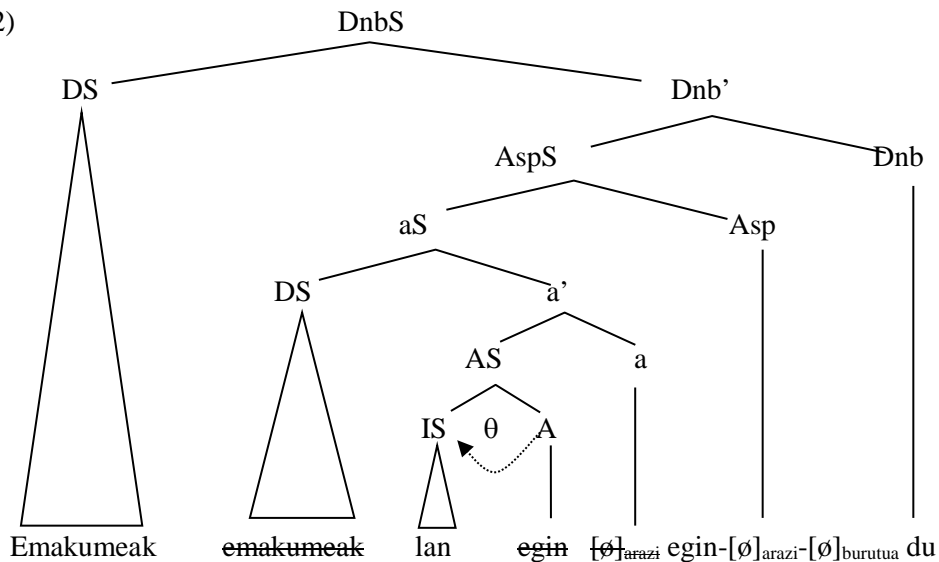 2) DnbS
DS Dnb’
AspS Dnb
aS Asp
DS a’
AS a
IS θ A
Emakumeak emakumeak lan egin [ø]arazi egin-[ø]arazi-[ø]burutua du